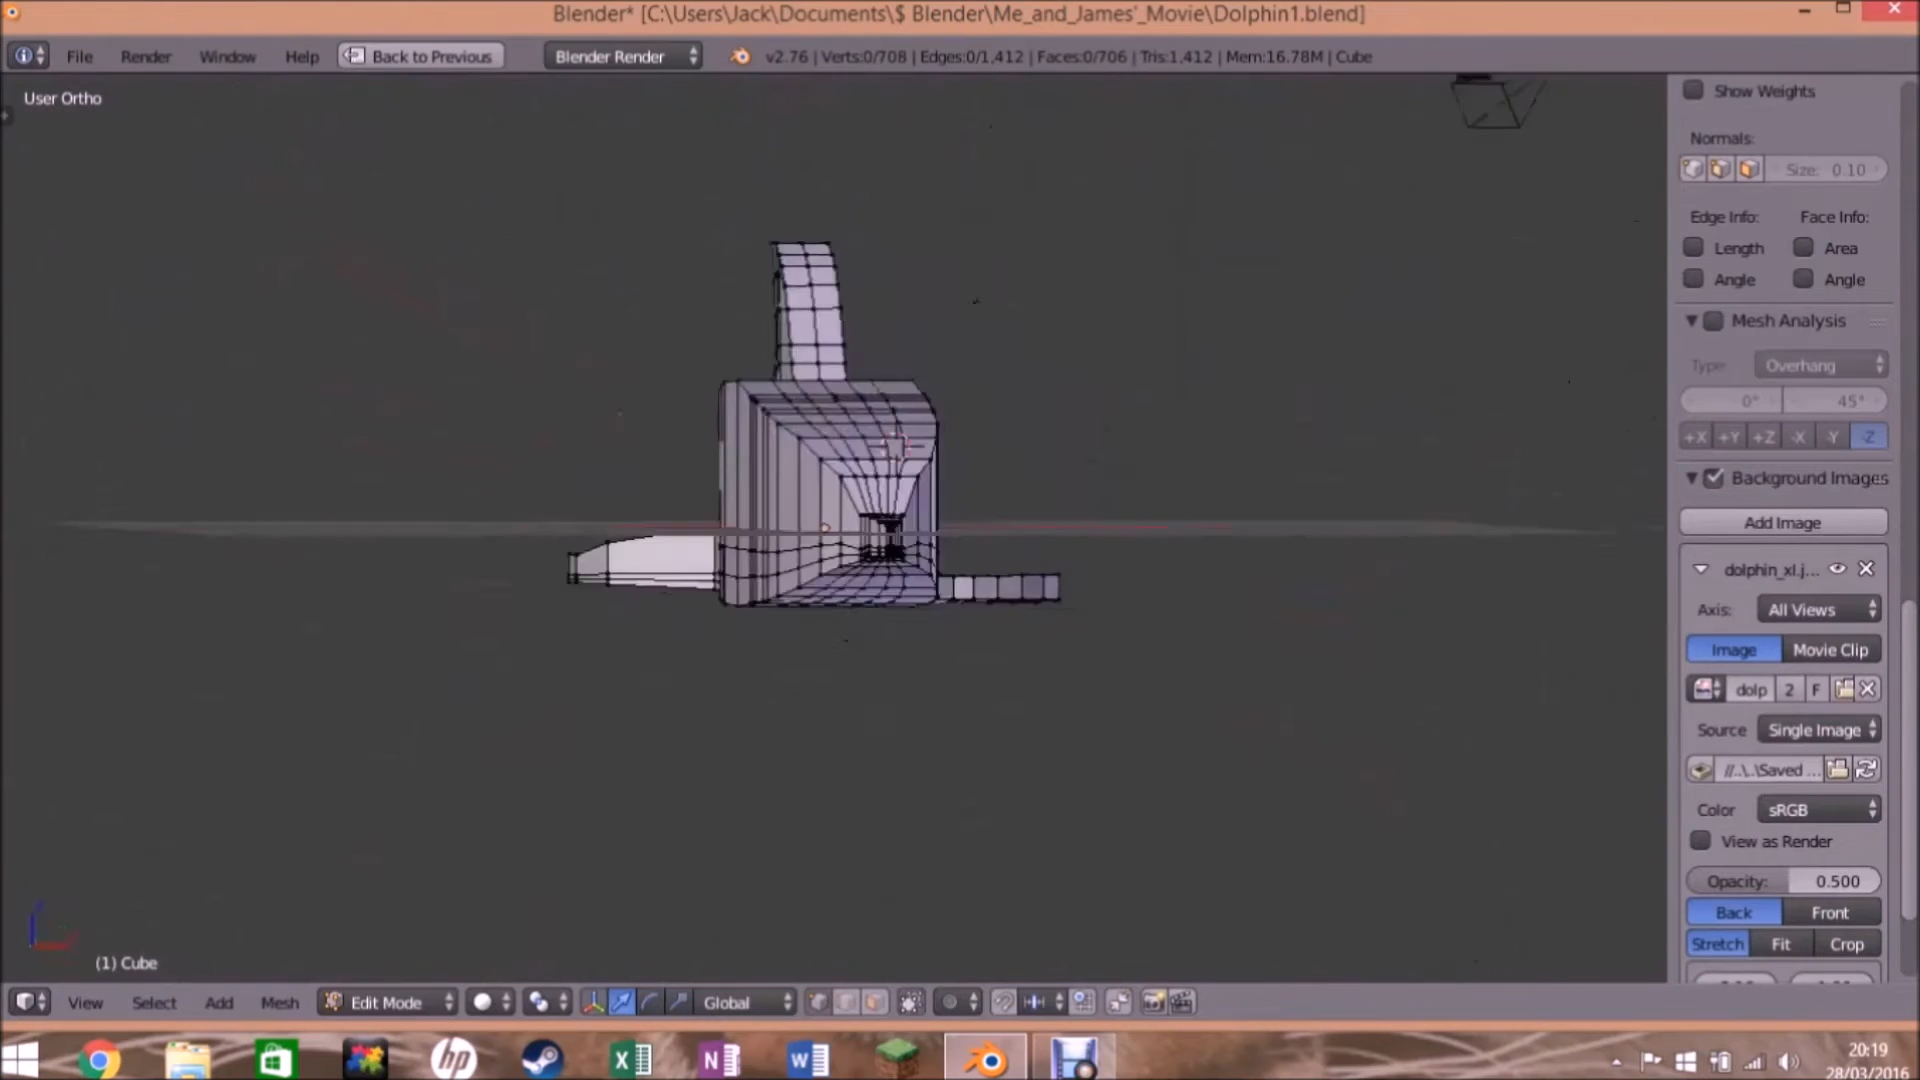 Blender* [C:\Users\Jack\Documents\$ Blender\Me_and_James'_Movie\Dolphin1.blend]
File Render Window Help Back to Previous Blender Render v2.76 | Verts:0/708 | Edges:0/1,412 | Faces:0/706 | Tris:1,412 | Mem:16.78M | Cube
User Ortho
Show Weights
Normals:
Size: 0.10
Edge Info: Face Info:
Length Area
Angle Angle
Mesh Analysis
Type: Overhang
0° 45°
+X +Y +Z -X -Y -Z
Background Images
Add Image
dolphin_xl.j...
Axis: All Views
Image Movie Clip
dolp 2 F
Source Single Image
//..\..\Saved ...
Color sRGB
View as Render
Opacity: 0.500
Back Front
Stretch Fit Crop
(1) Cube
View Select Add Mesh Edit Mode Global
20:19
28/03/2016